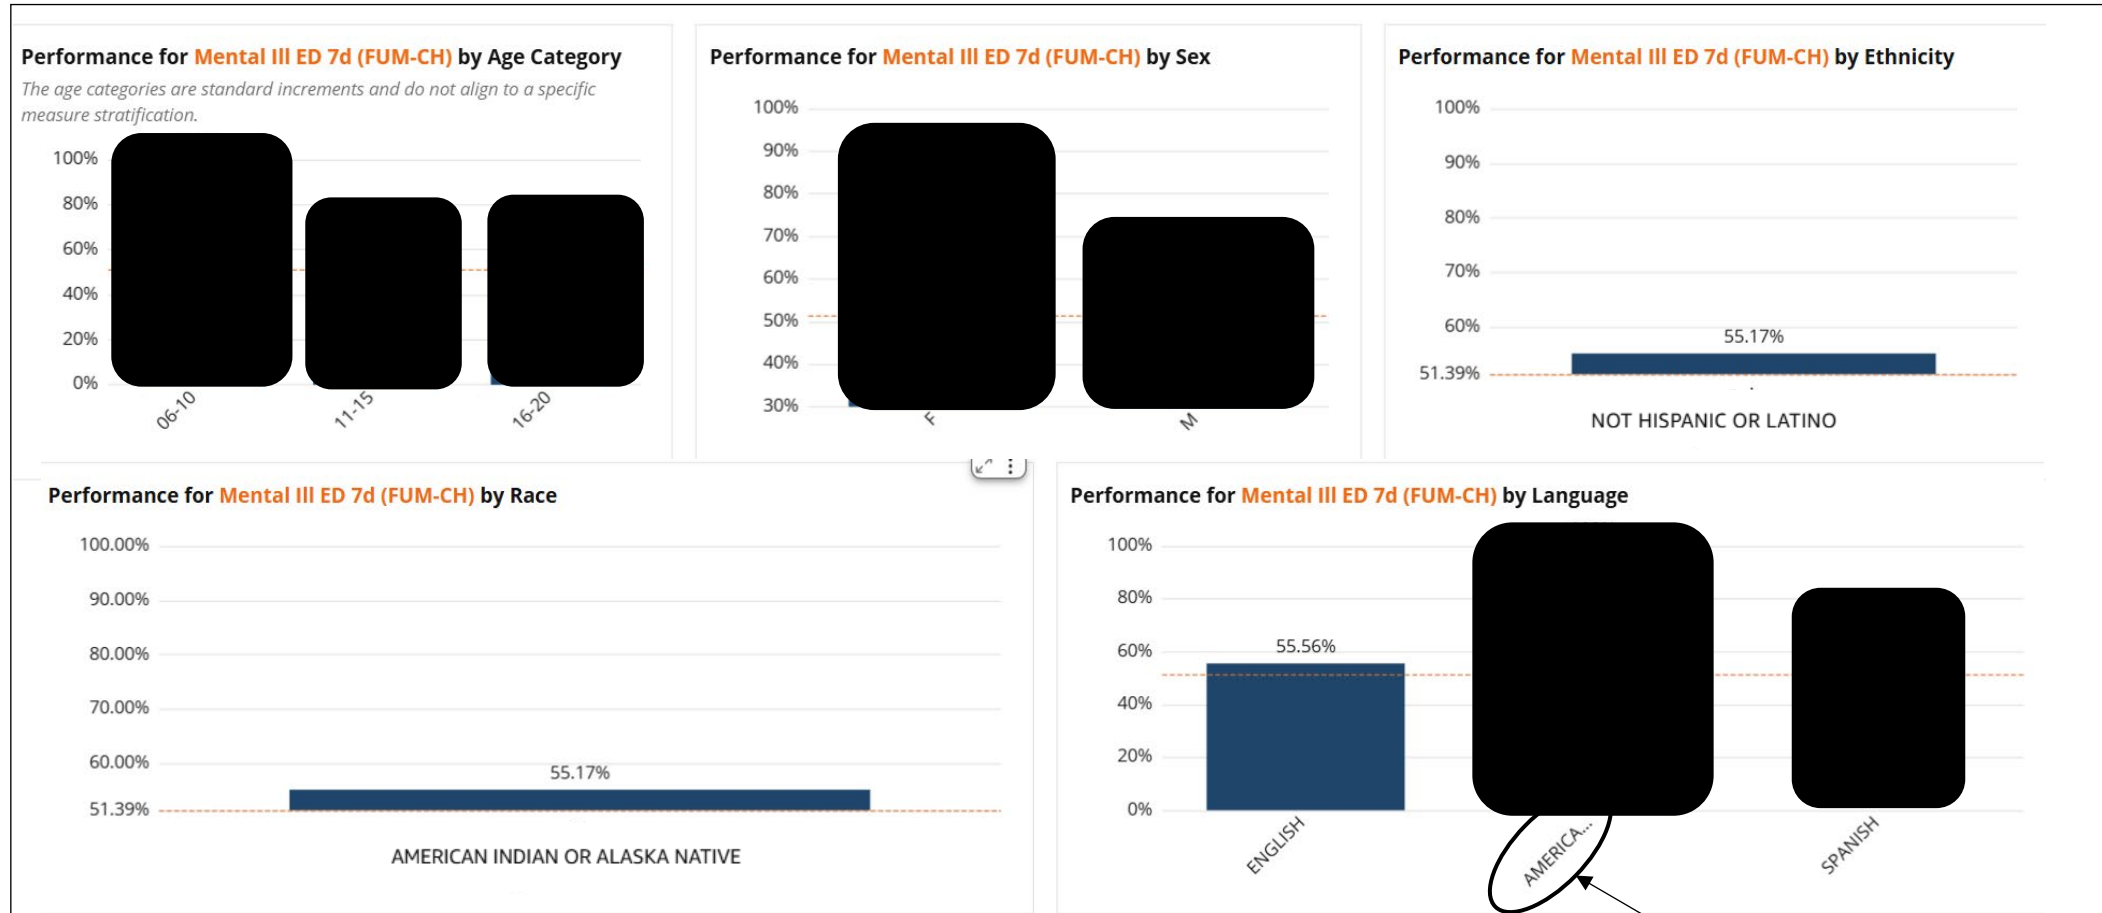 Performance for Mental Ill ED 7d (FUM-CH) by Age Category
The age categories are standard increments and do not align to a specific
measure stratification.
100%
80%
60%
40%
20%
0%
06-10
11-15
16-20
Performance for Mental Ill ED 7d (FUM-CH) by Sex
100%
90%
80%
70%
60%
50%
40%
30%
F
M
Performance for Mental Ill ED 7d (FUM-CH) by Ethnicity
100%
90%
80%
70%
60%
51.39%
55.17%
NOT HISPANIC OR LATINO
Performance for Mental Ill ED 7d (FUM-CH) by Race
100.00%
90.00%
80.00%
70.00%
60.00%
51.39%
55.17%
AMERICAN INDIAN OR ALASKA NATIVE
Performance for Mental Ill ED 7d (FUM-CH) by Language
100%
80%
60%
40%
20%
0%
55.56%
ENGLISH
AMERICA...
SPANISH